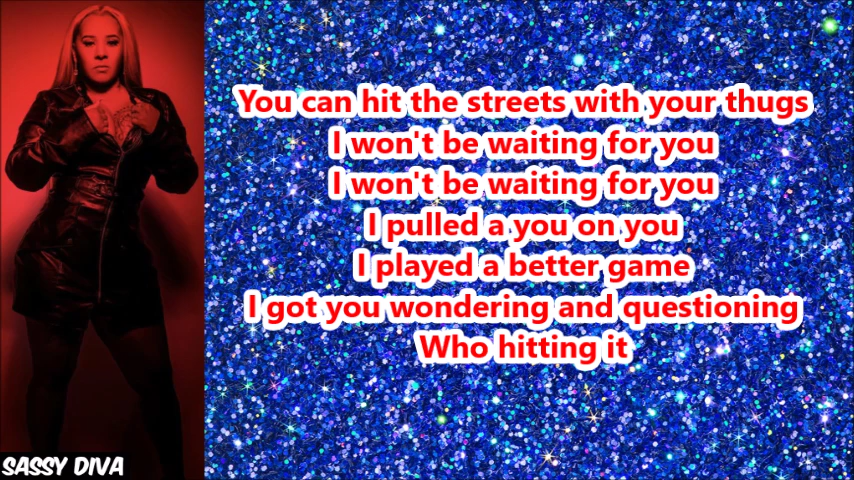 You can hit the streets with your thugs
I won't be waiting for you
I won't be waiting for you
I pulled a you on you
I played a better game
I got you wondering and questioning
Who hitting it
SASSY DIVA